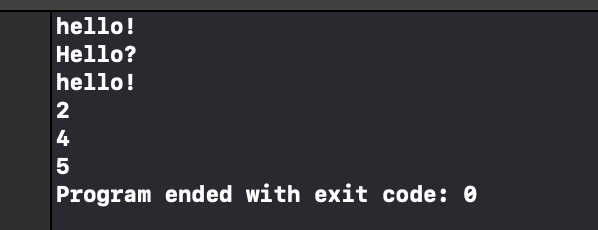 hello!
Hello?
hello!
2
4
5
Program ended with exit code: 0